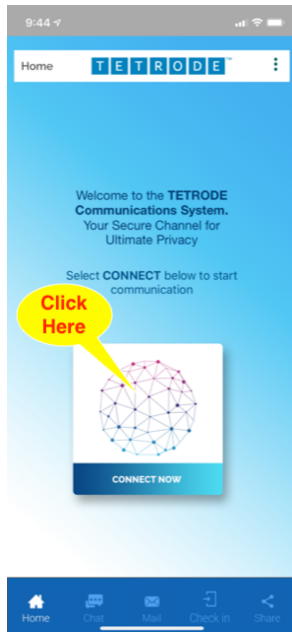 9:44
Home TETRODE™
Welcome to the TETRODE
Communications System.
Your Secure Channel for
Ultimate Privacy
Select CONNECT below to start
communication
Click
Here
CONNECT NOW
Home Chat Mail Check in Share